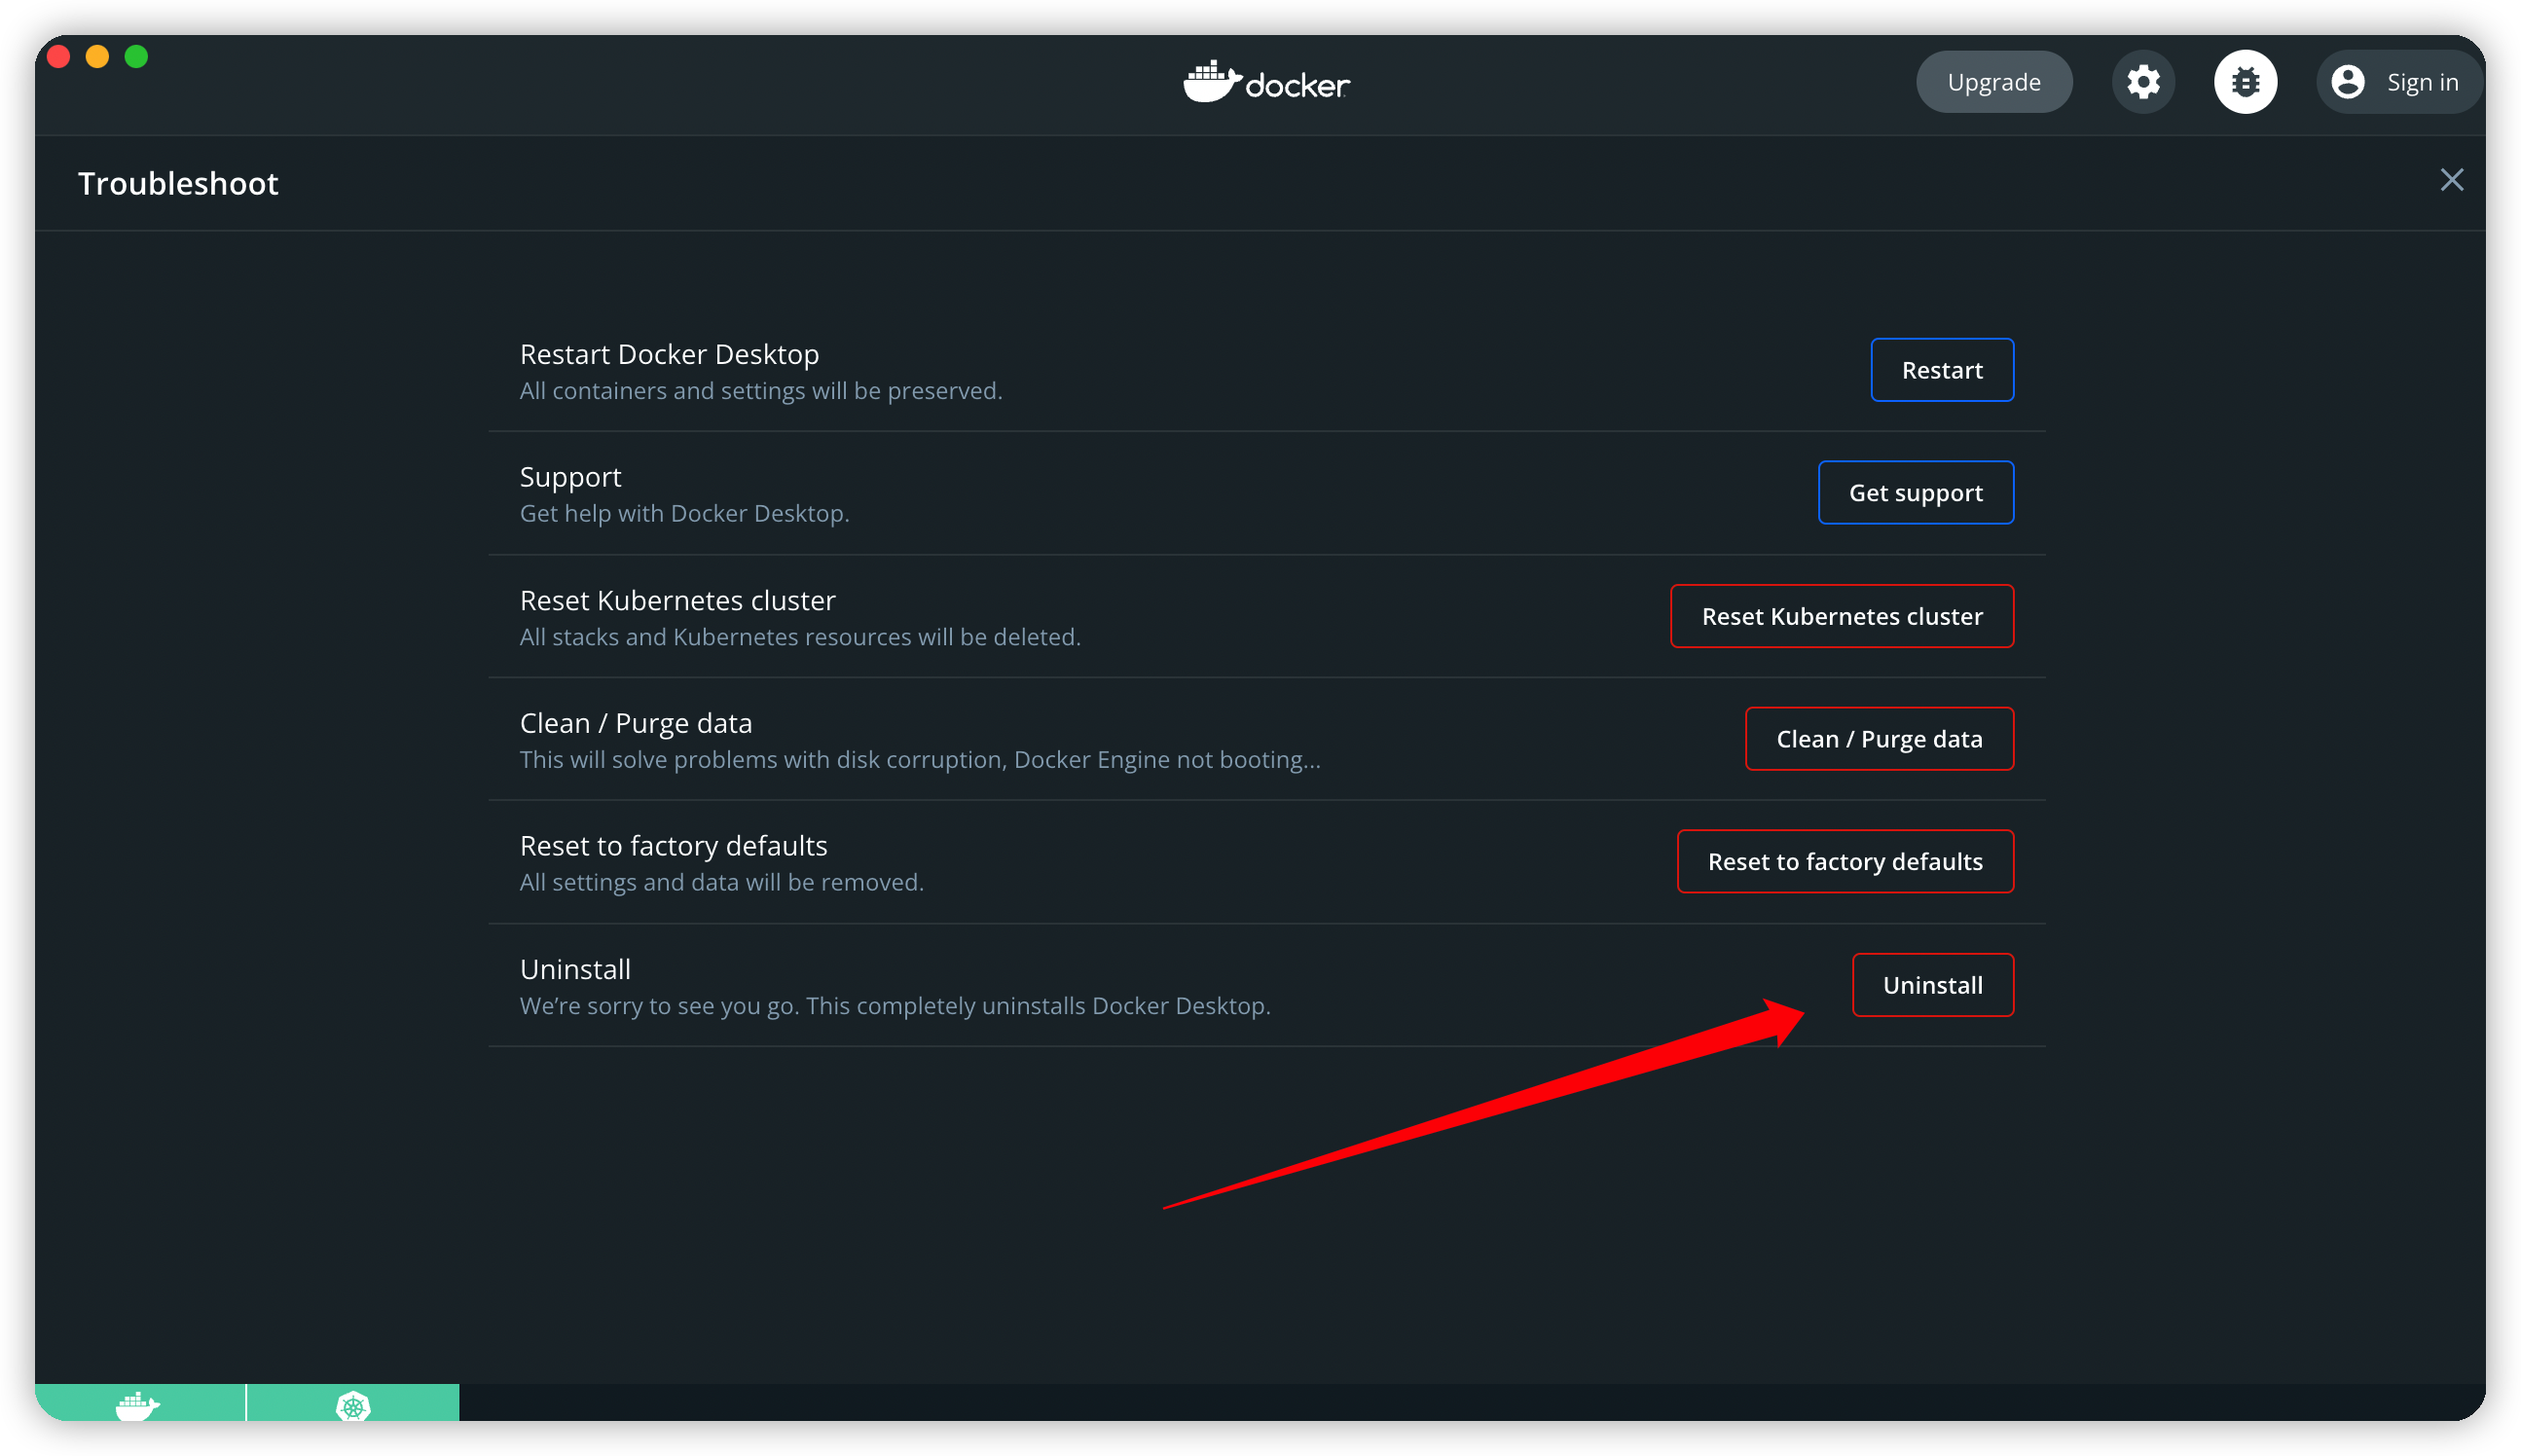 docker
Upgrade
Sign in
Troubleshoot
Restart Docker Desktop
All containers and settings will be preserved.
Restart
Support
Get help with Docker Desktop.
Get support
Reset Kubernetes cluster
All stacks and Kubernetes resources will be deleted.
Reset Kubernetes cluster
Clean / Purge data
This will solve problems with disk corruption, Docker Engine not booting...
Clean / Purge data
Reset to factory defaults
All settings and data will be removed.
Reset to factory defaults
Uninstall
We’re sorry to see you go. This completely uninstalls Docker Desktop.
Uninstall